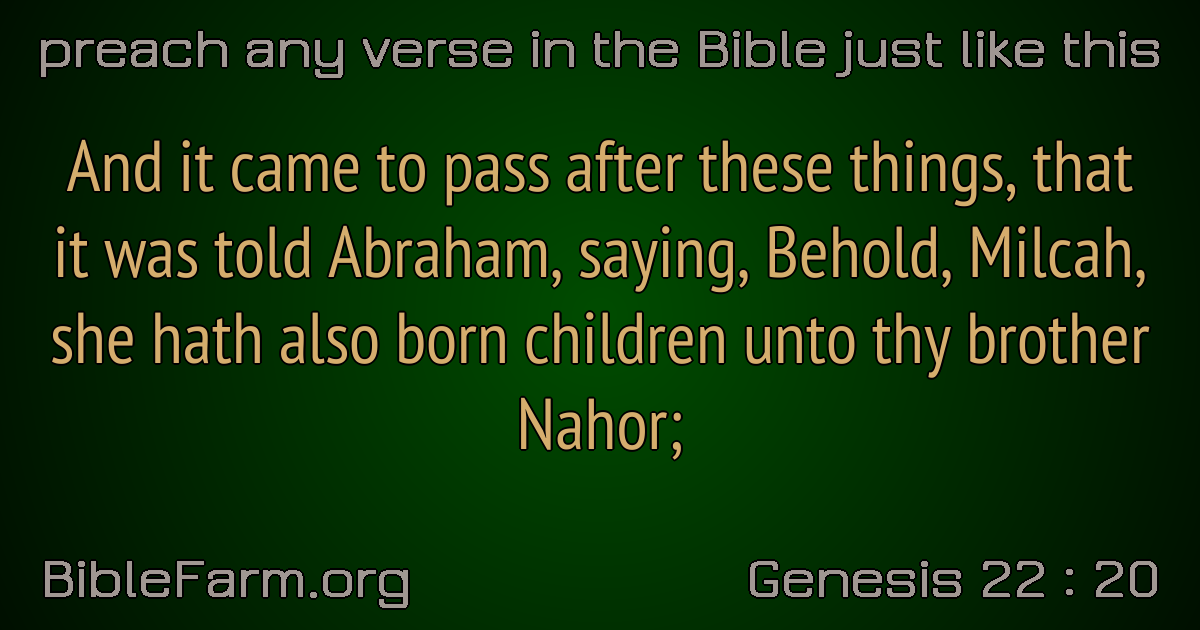 preach any verse in the Bible just like this
And it came to pass after these things, that
it was told Abraham, saying, Behold, Milcah,
she hath also born children unto thy brother
Nahor;
BibleFarm.org
Genesis 22 : 20